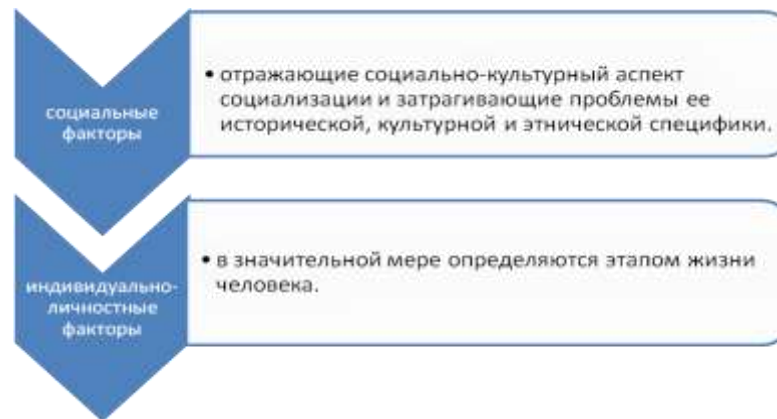 социальные
факторы
• отражающие социально-культурный аспект
социализации и затрагивающие проблемы ее
исторической, культурной и этнической специфики.
индивидуально-
личностные
факторы
• в значительной мере определяются этапом жизни
человека.